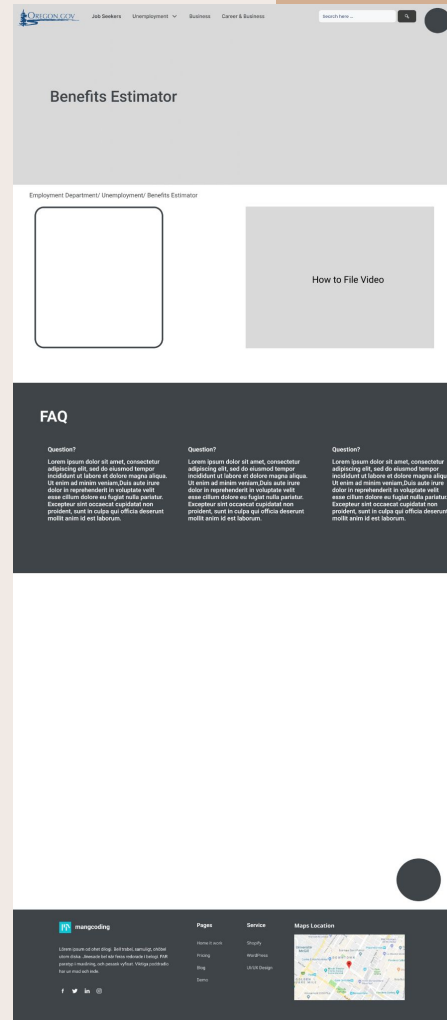 OREGON.GOV
Job Seekers
Unemployment
Business
Career & Business
Search here ...
Benefits Estimator
Employment Department/ Unemployment/ Benefits Estimator
How to File Video
FAQ
Question?
Lorem ipsum dolor sit amet, consectetur
adipiscing elit, sed do eiusmod tempor
incididunt ut labore et dolore magna aliqua.
Ut enim ad minim veniam,Duis aute irure
dolor in reprehenderit in voluptate velit
esse cillum dolore eu fugiat nulla pariatur.
Excepteur sint occaecat cupidatat non
proident, sunt in culpa qui officia deserunt
mollit anim id est laborum.
Question?
Lorem ipsum dolor sit amet, consectetur
adipiscing elit, sed do eiusmod tempor
incididunt ut labore et dolore magna aliqua.
Ut enim ad minim veniam,Duis aute irure
dolor in reprehenderit in voluptate velit
esse cillum dolore eu fugiat nulla pariatur.
Excepteur sint occaecat cupidatat non
proident, sunt in culpa qui officia deserunt
mollit anim id est laborum.
Question?
Lorem ipsum dolor sit amet, consectetur
adipiscing elit, sed do eiusmod tempor
incididunt ut labore et dolore magna aliqua
Ut enim ad minim veniam,Duis aute irure
dolor in reprehenderit in voluptate velit
esse cillum dolore eu fugiat nulla pariatur
Excepteur sint occaecat cupidatat non
proident, sunt in culpa qui officia deserunt
mollit anim id est laborum.
mangcoding
Pages
Home it work
Pricing
Blog
Demo
Service
Shopify
WordPress
UI/UX Design
Maps Location